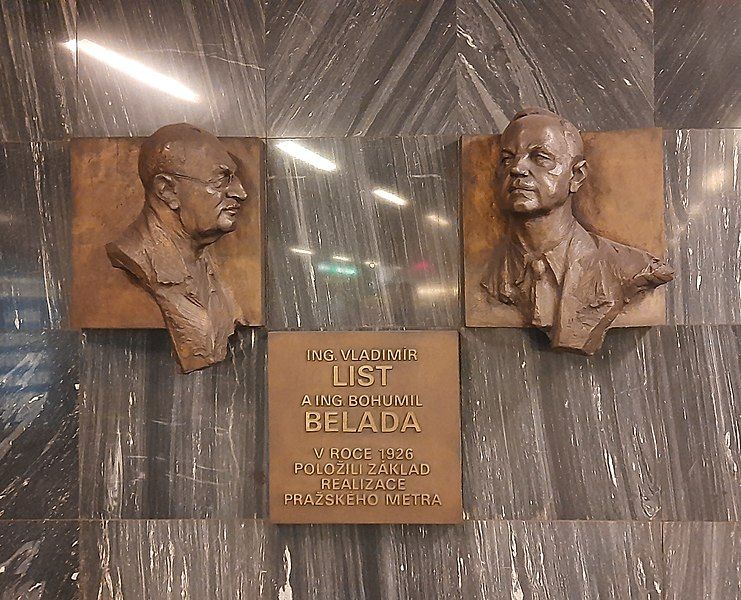 ING. VLADIMÍR
LIST
A ING BOHUMIL
BELADA
V ROCE 1926
POLOŽILI ZÁKLAD
REALIZACE
PRAŽSKÉHO METRA